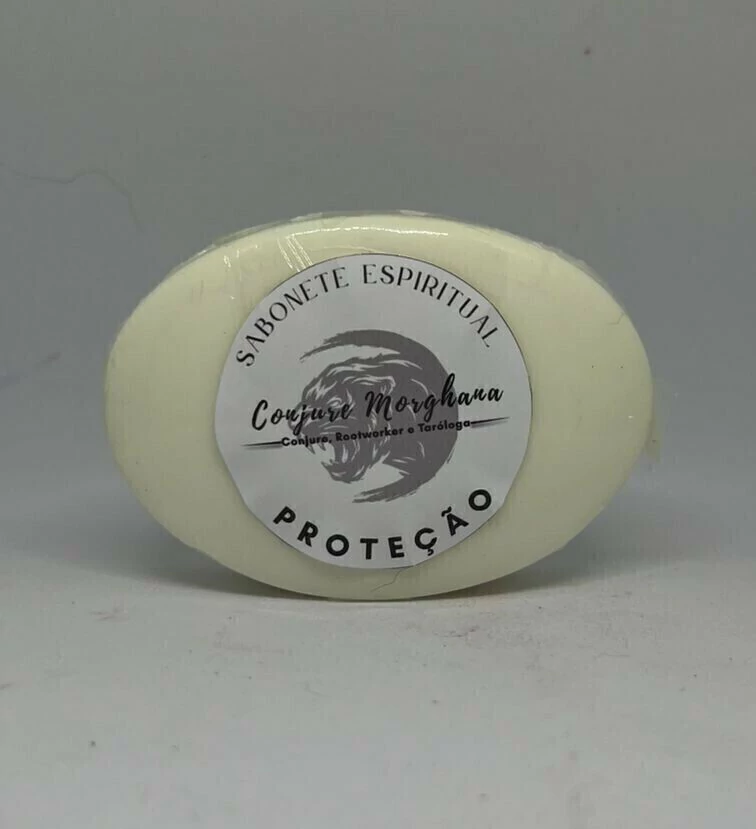 SABONETE ESPIRITUAL
Conjure Morghana
Conjure, Rootworker e Taróloga
PROTEÇÃO